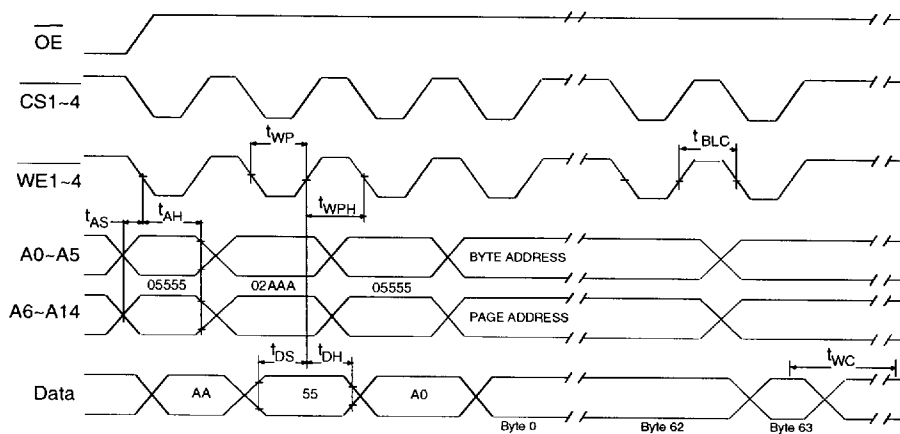 OE
CS1~4
tWP
tBLC
WE1~4
tWPH
tAS
tAH
A0~A5
BYTE ADDRESS
05555
02AAA
05555
A6~A14
PAGE ADDRESS
tDS
tDH
tWC
Data
AA
55
A0
Byte 0
Byte 62
Byte 63